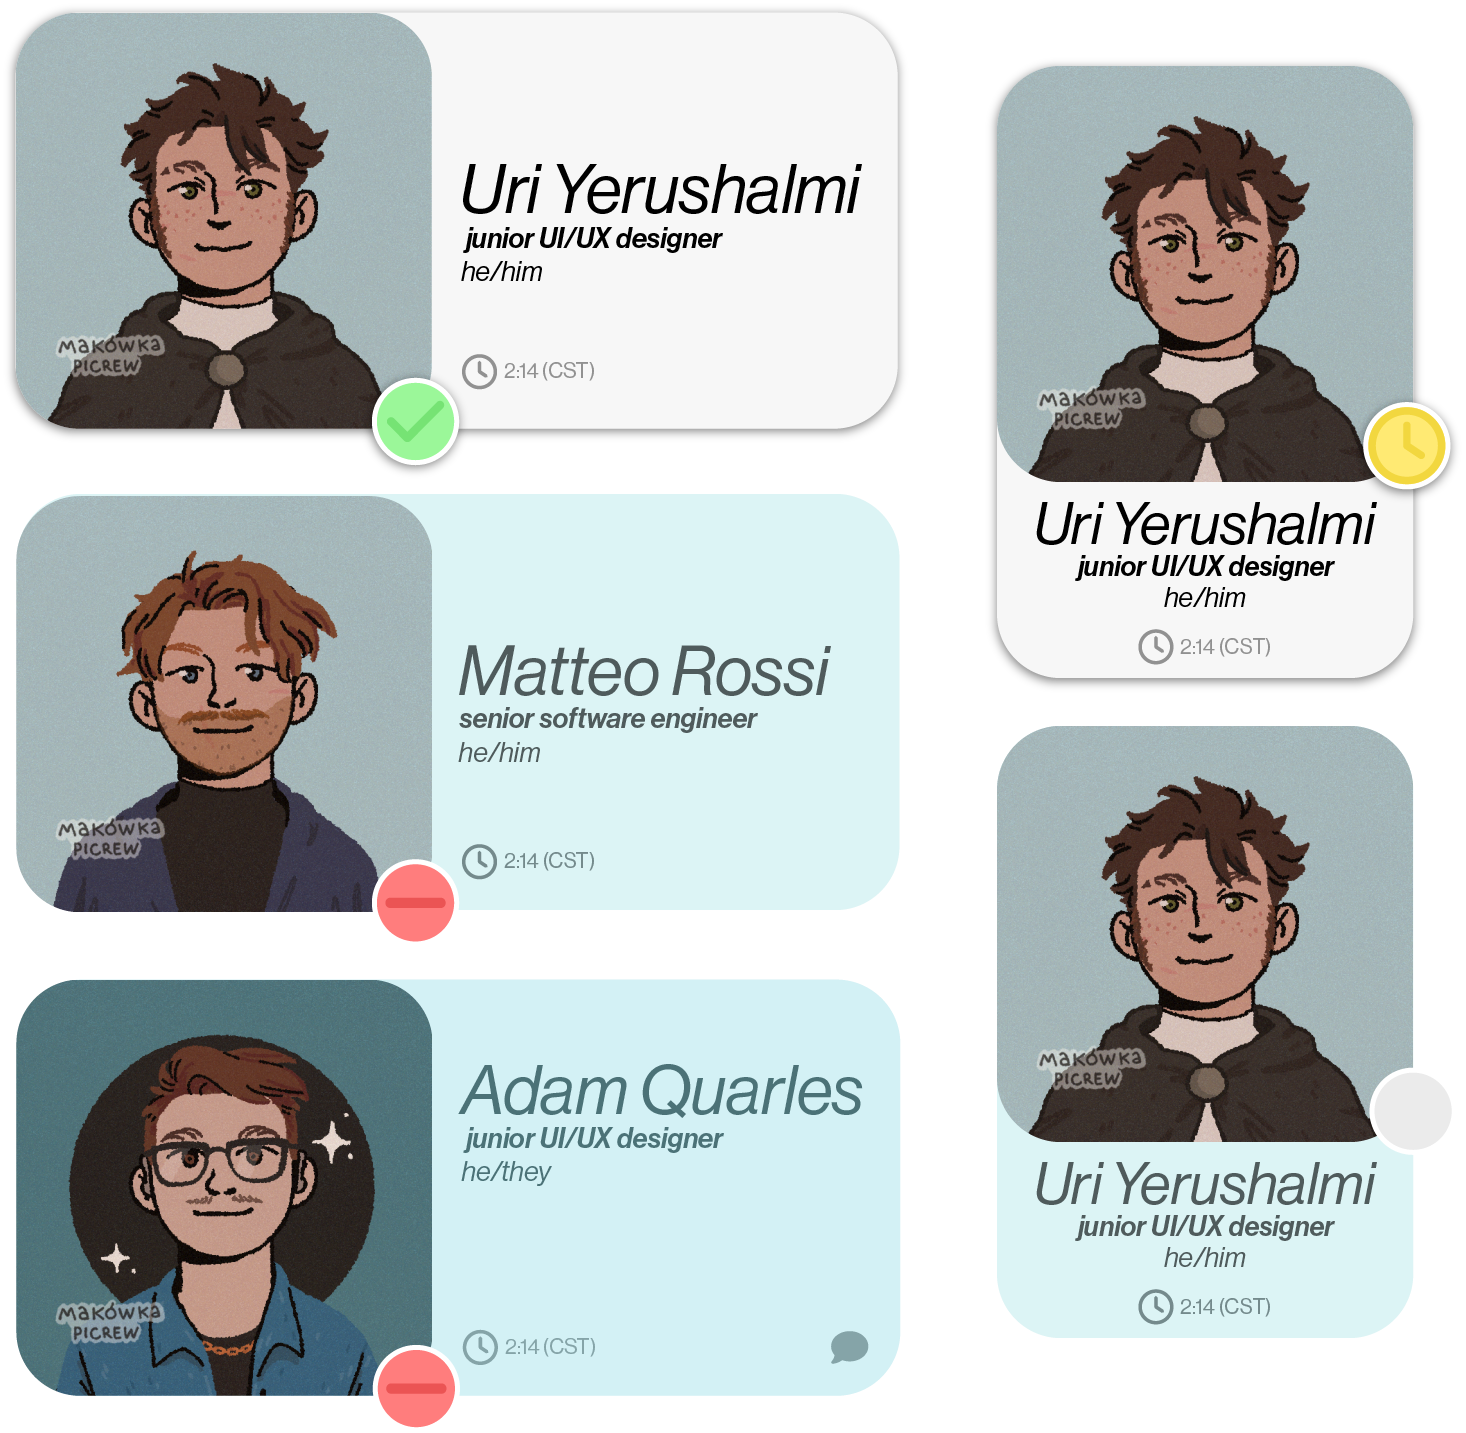 Uri Yerushalmi
junior UI/UX designer
he/him
2:14 (CST)
MAKÓWKA
PICREW
Matteo Rossi
senior software engineer
he/him
2:14 (CST)
MAKÓWKA
PICREW
Adam Quarles
junior UI/UX designer
he/they
2:14 (CST)
MAKÓWKA
PICREW
MAKÓWKA
PICREW
Uri Yerushalmi
junior UI/UX designer
he/him
2:14 (CST)
MAKÓWKA
PICREW
Uri Yerushalmi
junior UI/UX designer
he/him
2:14 (CST)